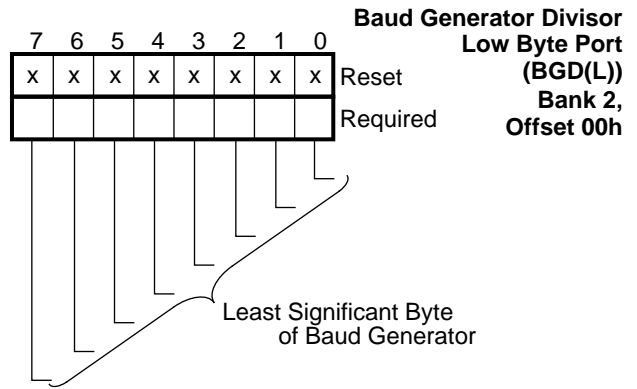 Baud Generator Divisor
Low Byte Port
(BGD(L))
Bank 2,
Offset 00h
7 6 5 4 3 2 1 0
x x x x x x x x Reset
Required
Least Significant Byte
of Baud Generator